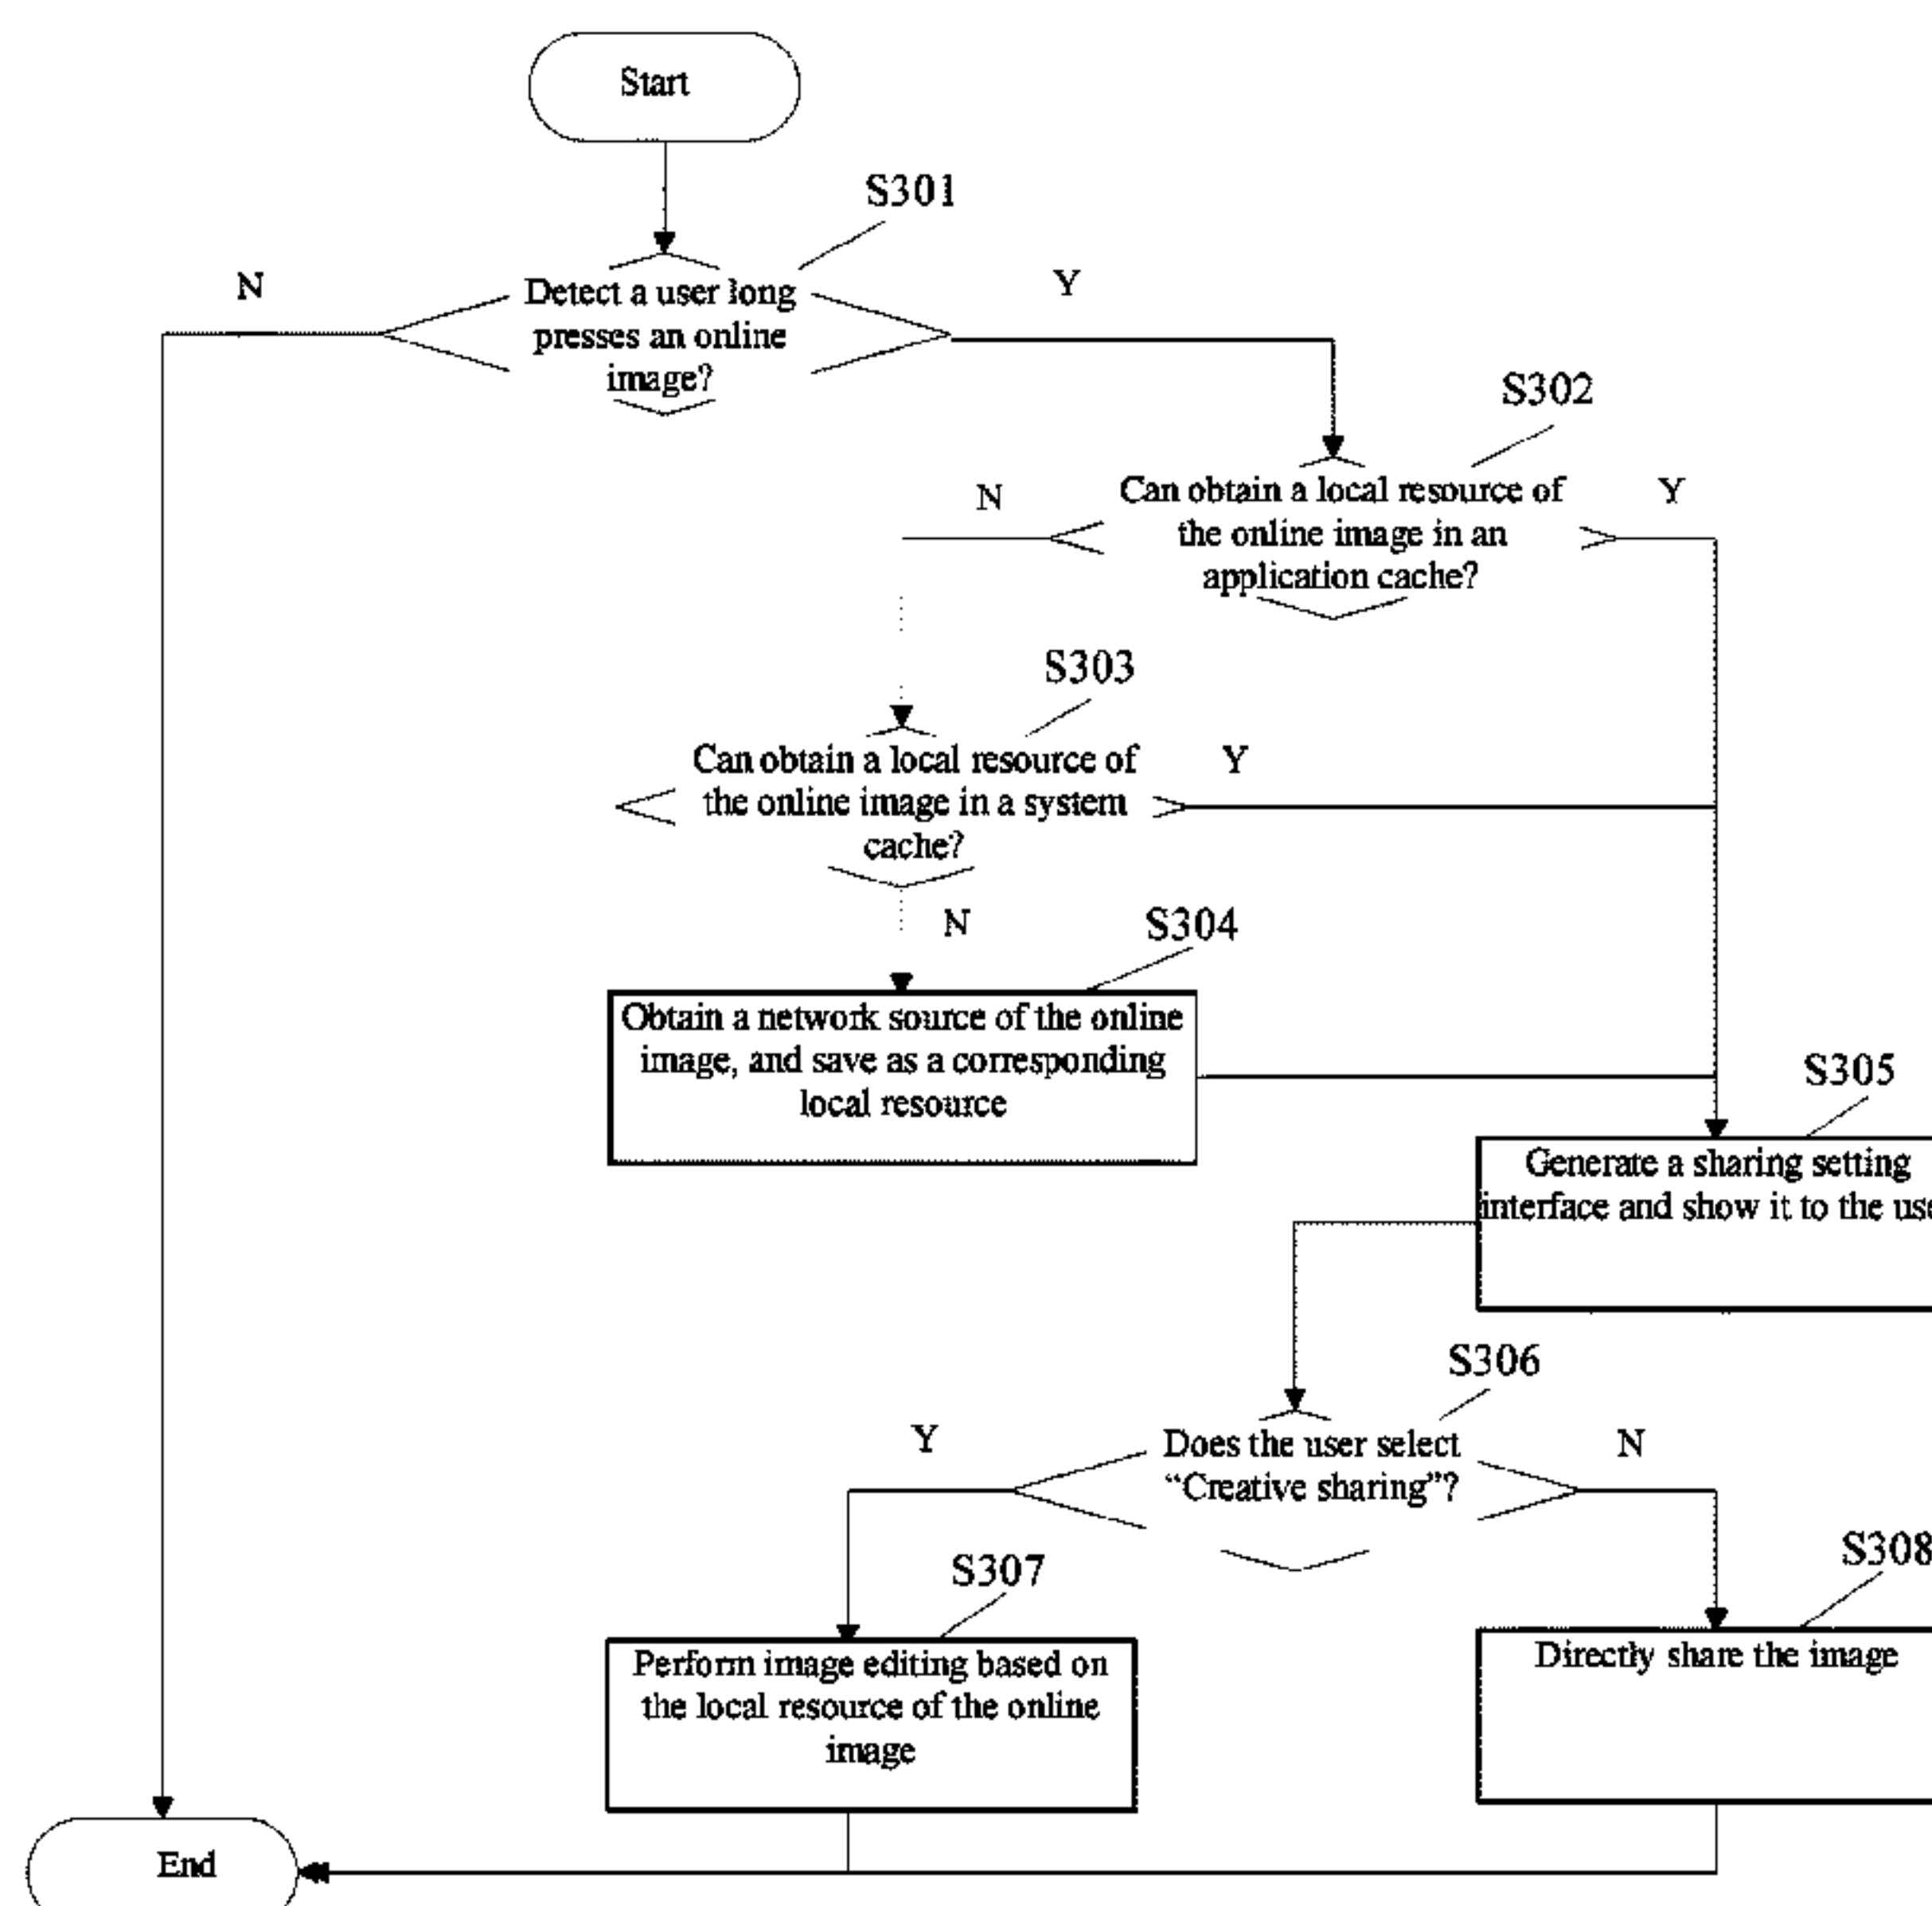 Start
S301
N
Detect a user long
presses an online
image?
Y
S302
N
Can obtain a local resource of
the online image in an
application cache?
Y
S303
Can obtain a local resource of
the online image in a system
cache?
Y
N
S304
Obtain a network source of the online
image, and save as a corresponding
local resource
S305
Generate a sharing setting
interface and show it to the
S306
Y
Does the user select
“Creative sharing”?
N
S307
S308
Perform image editing based on
the local resource of the online
image
Directly share the image
End